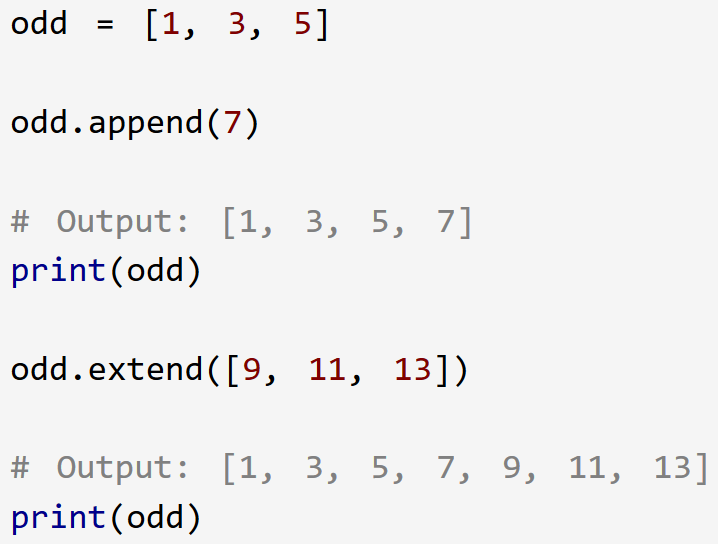 odd = [1, 3, 5]
odd.append(7)
# Output: [1, 3, 5, 7]
print(odd)
odd.extend([9, 11, 13])
# Output: [1, 3, 5, 7, 9, 11, 13]
print(odd)